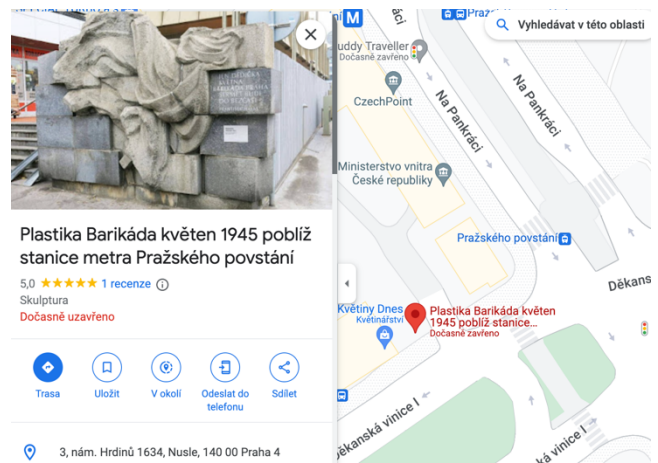 Plastika Barikáda květen 1945 poblíž
stanice metra Pražského povstání
5,0 1 recenze
Skulptura
Dočasně uzavřeno
Trasa
Uložit
V okolí
Odeslat do
telefonu
Sdílet
3, nám. Hrdinů 1634, Nusle, 140 00 Praha 4
M
Vyhledávat v této oblasti
uddy Traveller
Dočasně zavřeno
CzechPoint
Na Pankráci
Na Pankráci
Ministerstvo vnitra
České republiky
Pražského povstání
Děkans
Květiny Dnes
Květinářství
Plastika Barikáda květen
1945 poblíž stanice...
Dočasně zavřeno
ěkanská vinice I
á vinice I